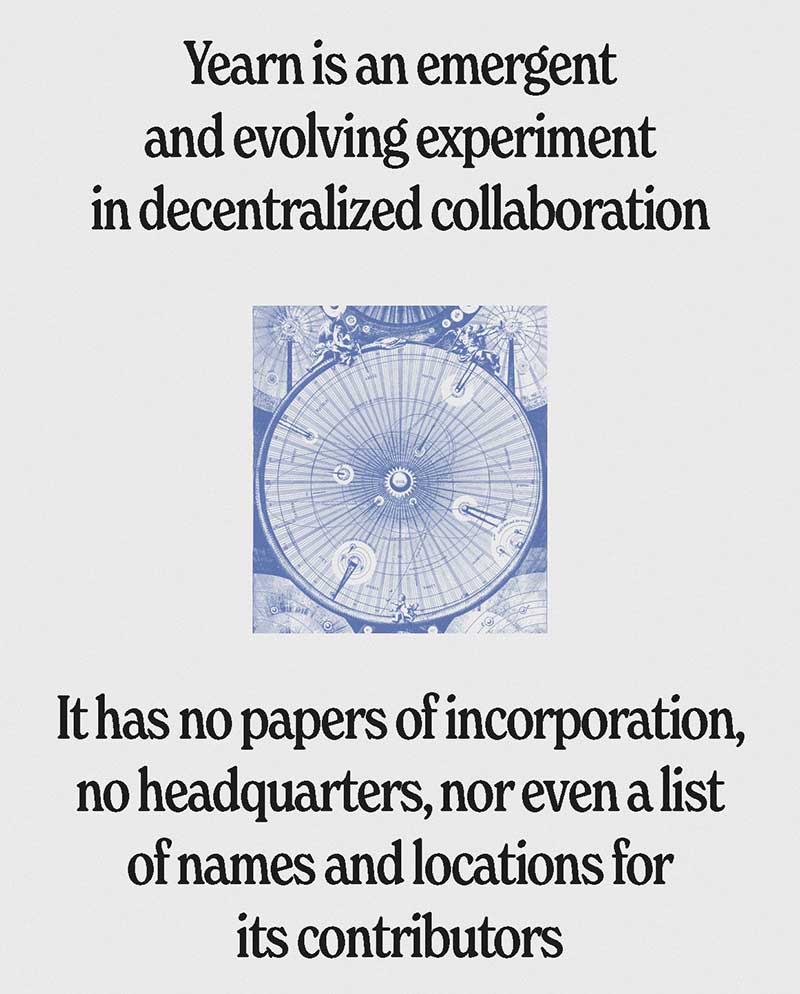 Yearn is an emergent
and evolving experiment
in decentralized collaboration
It has no papers of incorporation,
no headquarters, nor even a list
of names and locations for
its contributors